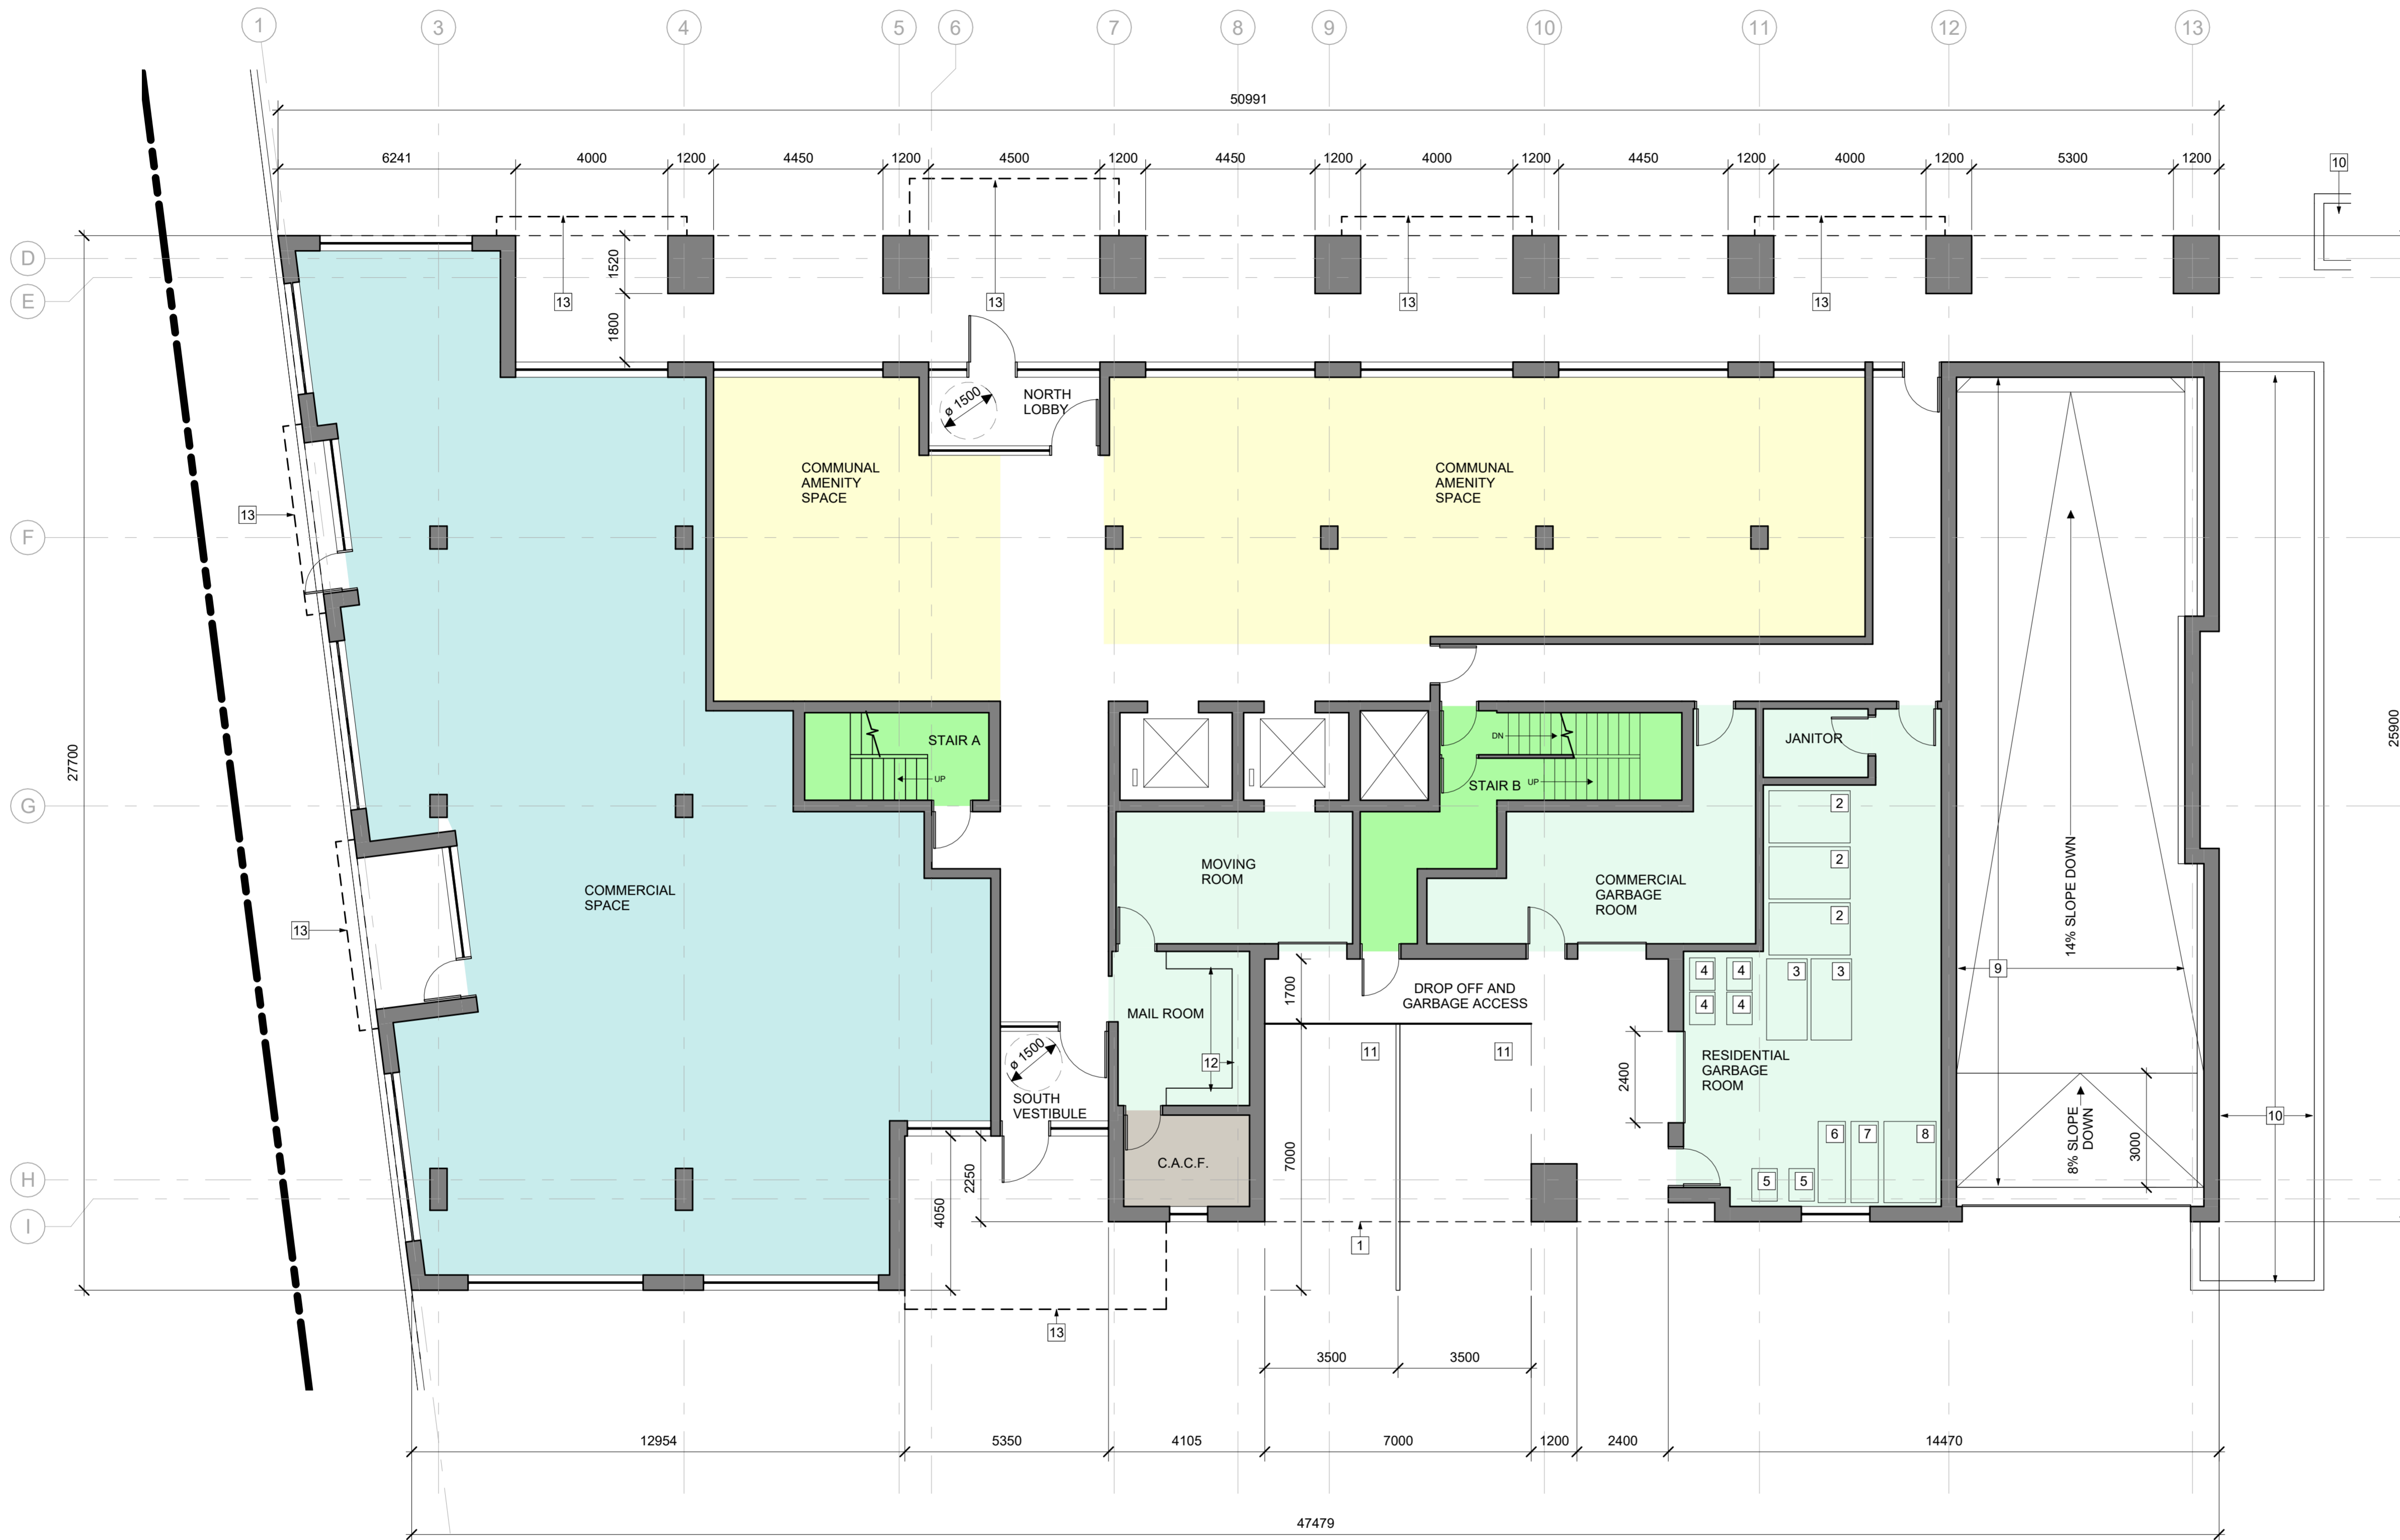 1
3
4
5
6
7
8
9
10
11
12
13
50991
6241
4000
1200
4450
1200
4500
1200
4450
1200
4000
1200
4450
1200
4000
1200
5300
1200
10
D
E
1520
13
13
13
13
1800
ø 1500
NORTH
LOBBY
COMMUNAL
AMENITY
SPACE
COMMUNAL
AMENITY
SPACE
13
F
27700
25900
STAIR A
UP
DN
STAIR B
UP
JANITOR
G
2
2
2
MOVING
ROOM
COMMERCIAL
SPACE
COMMERCIAL
GARBAGE
ROOM
13
14% SLOPE DOWN
9
1700
DROP OFF AND
GARBAGE ACCESS
4
4
4
4
3
3
MAIL ROOM
12
ø 1500
11
11
2400
RESIDENTIAL
GARBAGE
ROOM
SOUTH
VESTIBULE
8% SLOPE
DOWN
3000
10
C.A.C.F.
7000
6
7
8
5
5
H
I
4050
2250
1
13
3500
3500
12954
5350
4105
7000
1200
2400
14470
47479